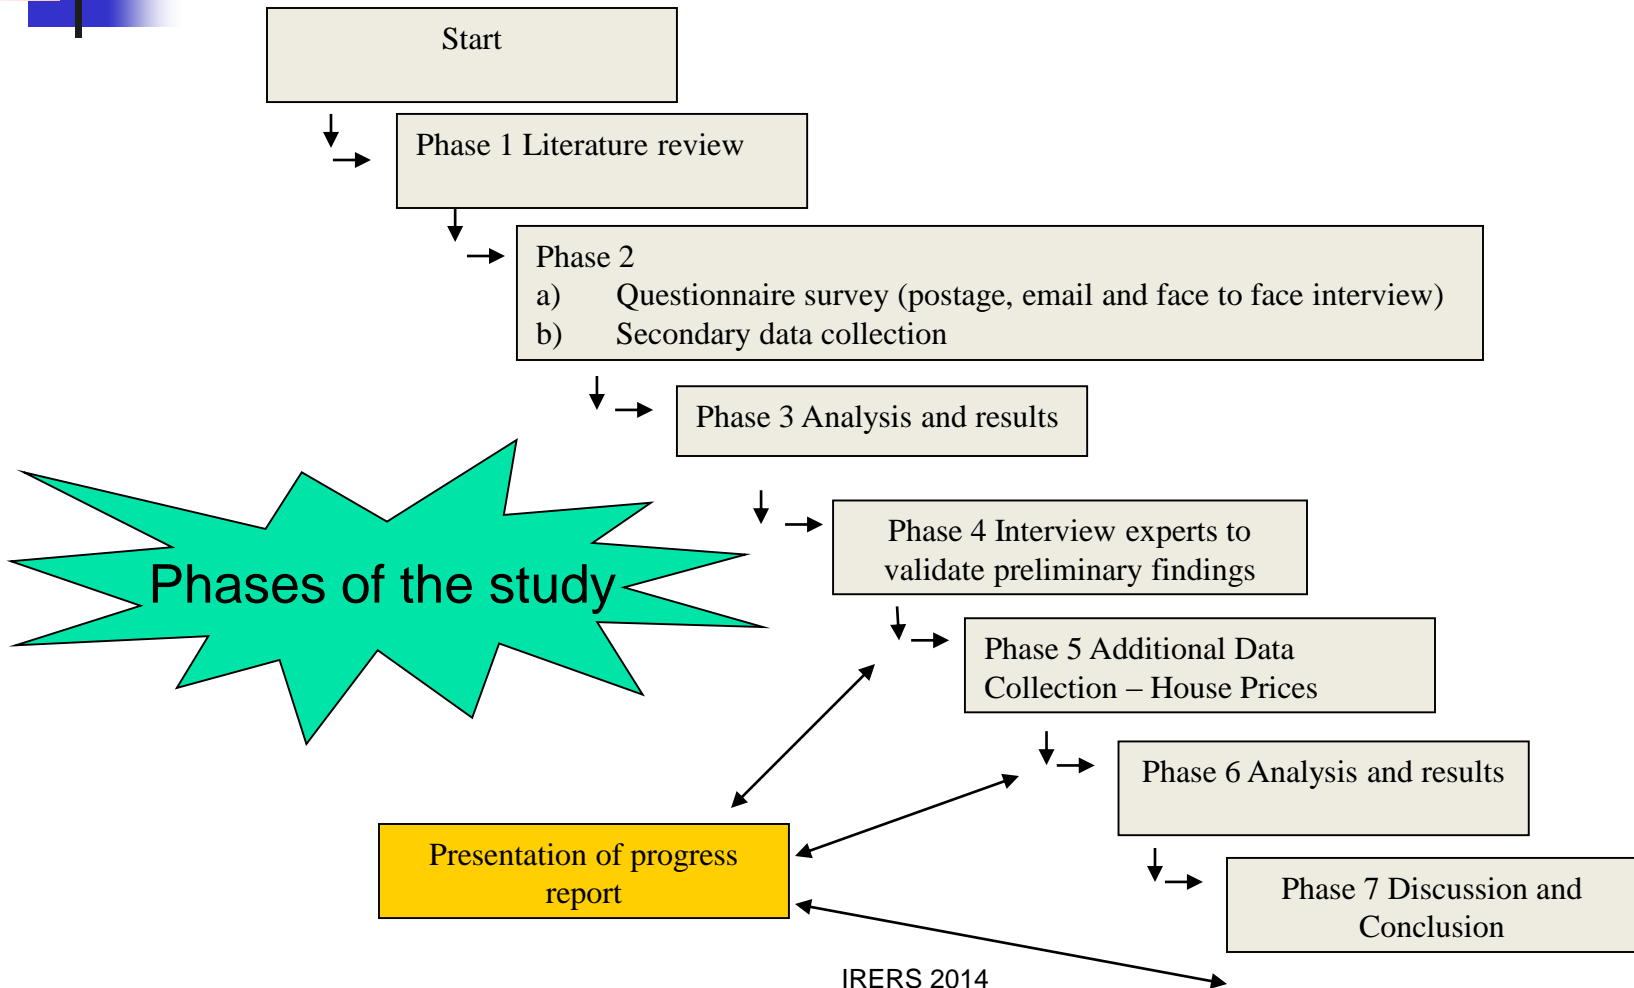 Start
Phase 1 Literature review
Phase 2
a) Questionnaire survey (postage, email and face to face interview)
b) Secondary data collection
Phase 3 Analysis and results
Phases of the study
Phase 4 Interview experts to
validate preliminary findings
Phase 5 Additional Data
Collection – House Prices
Phase 6 Analysis and results
Presentation of progress
report
Phase 7 Discussion and
Conclusion
IRERS 2014